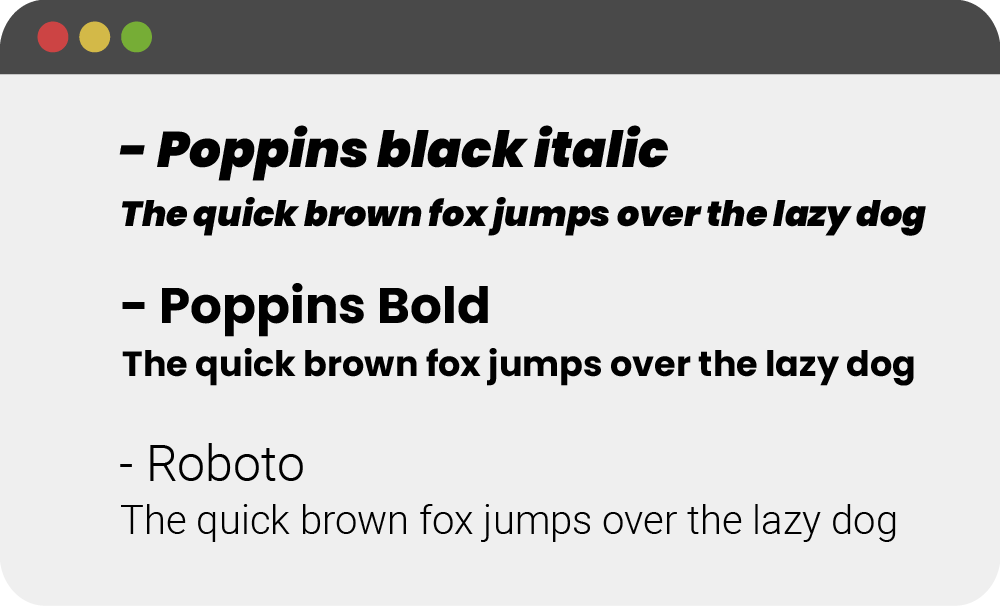 - Poppins black italic
The quick brown fox jumps over the lazy dog
- Poppins Bold
The quick brown fox jumps over the lazy dog
- Roboto
The quick brown fox jumps over the lazy dog